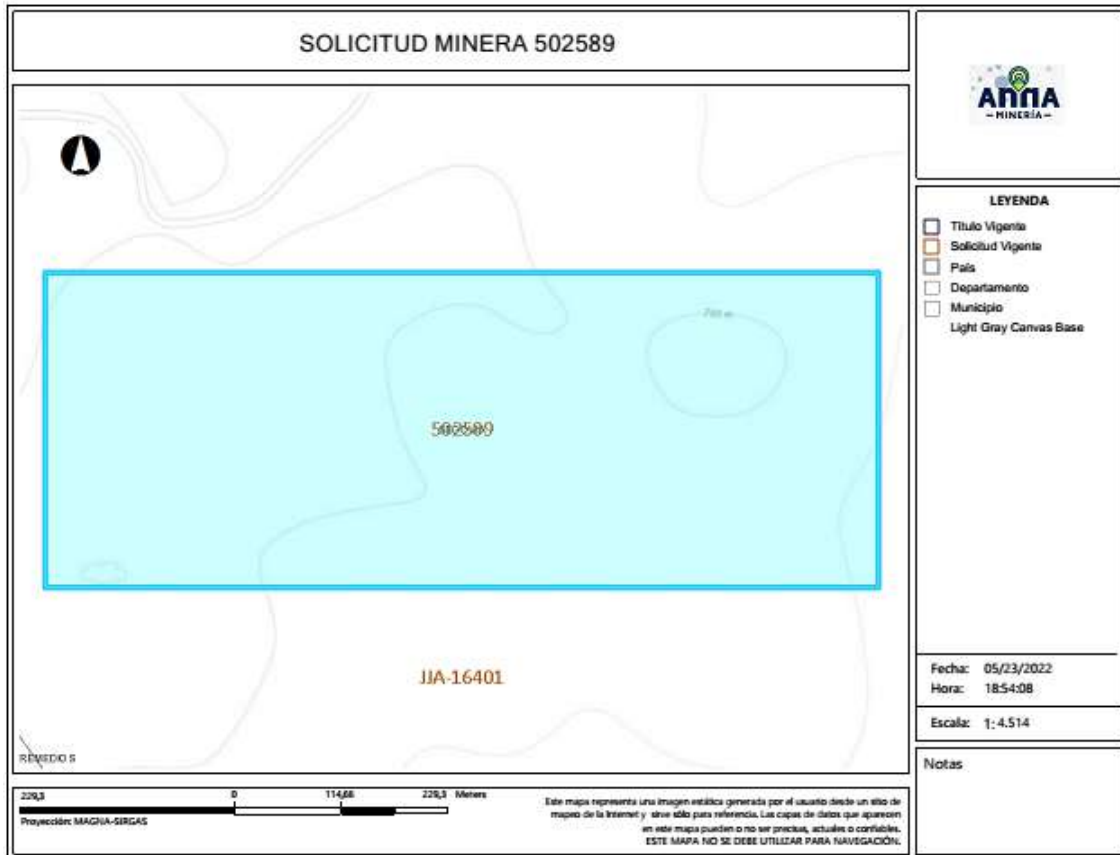 SOLICITUD MINERA 502589
ANNA
-MINERÍA-
LEYENDA
Título Vigente
Solicitud Vigente
País
Departamento
Municipio
Light Gray Canvas Base
502589
JJA-16401
REMEDIOS
Fecha: 05/23/2022
Hora: 18:54:08
Escala: 1: 4.514
Notas
229,3 0 114,66 229,3 Meters
Proyección: MAGNA-SIRGAS
Este mapa representa una imagen estática generada por el usuario desde un sitio de
mapeo de la Internet y sirve sólo para referencia. Las capas de datos que aparecen
en este mapa pueden o no ser precisas, actuales o confiables.
ESTE MAPA NO SE DEBE UTILIZAR PARA NAVEGACIÓN.